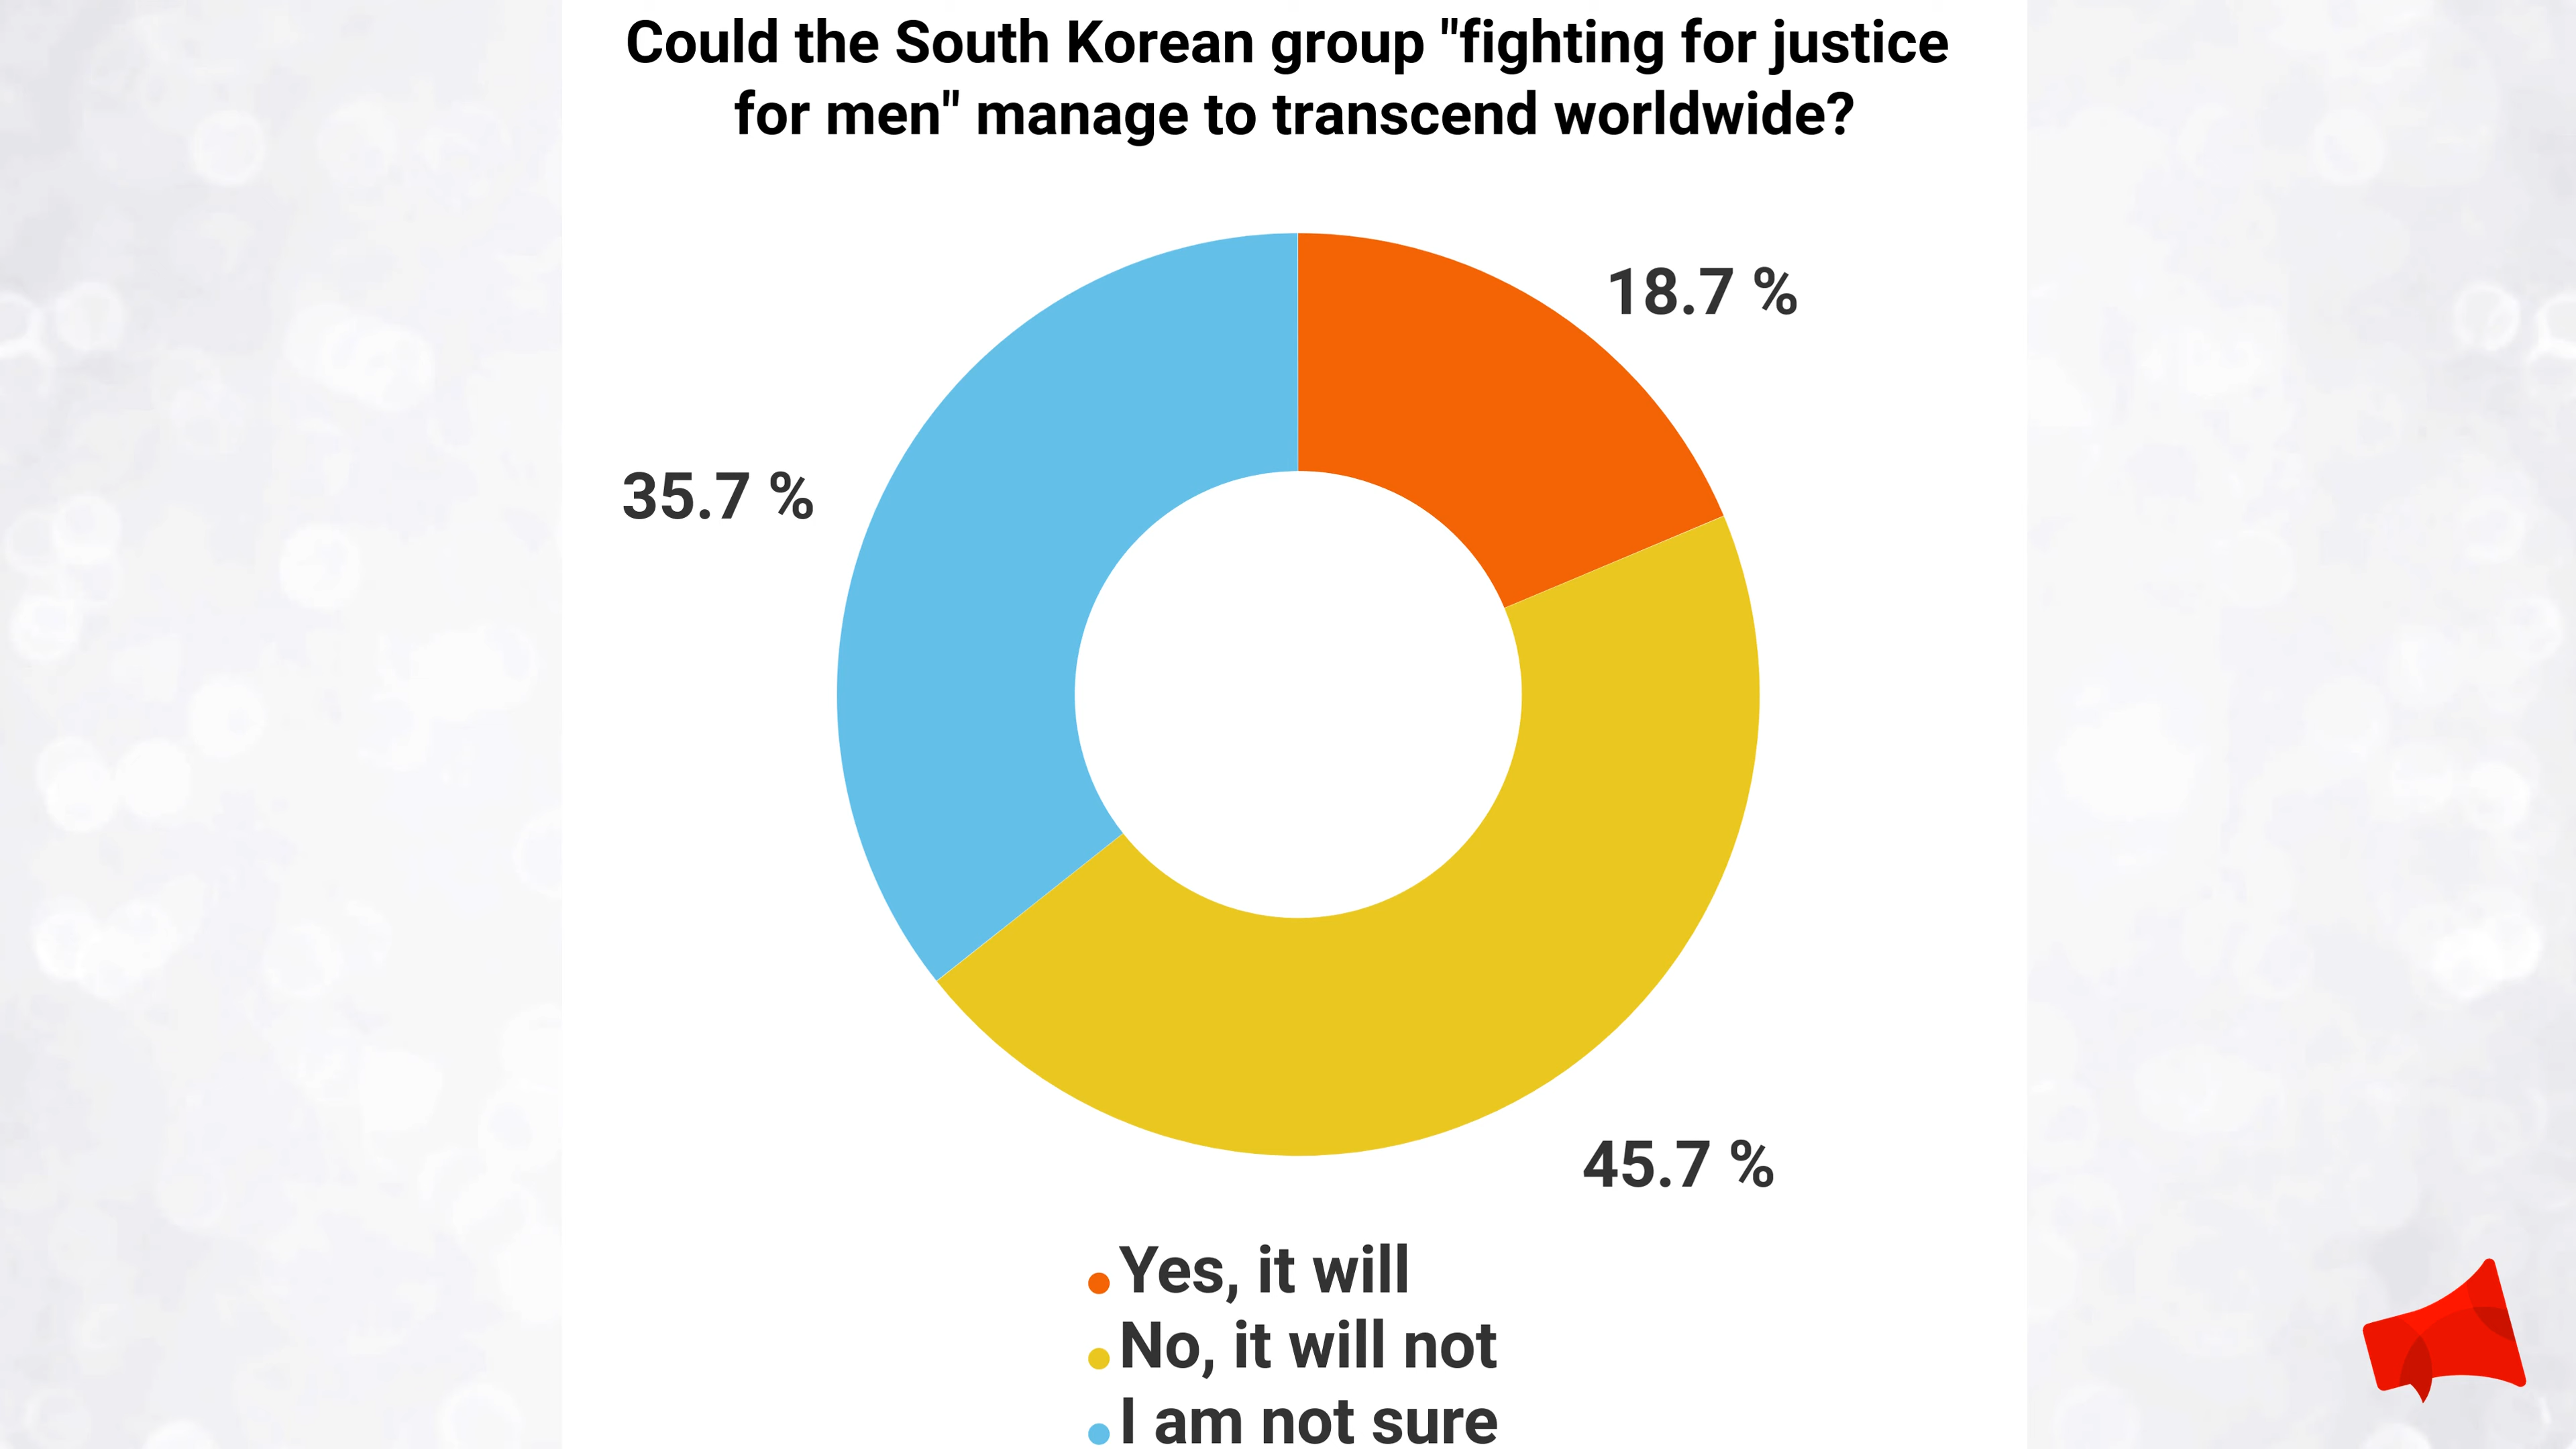 Could the South Korean group "fighting for justice
for men" manage to transcend worldwide?
18.7 %
35.7 %
45.7 %
Yes, it will
No, it will not
I am not sure